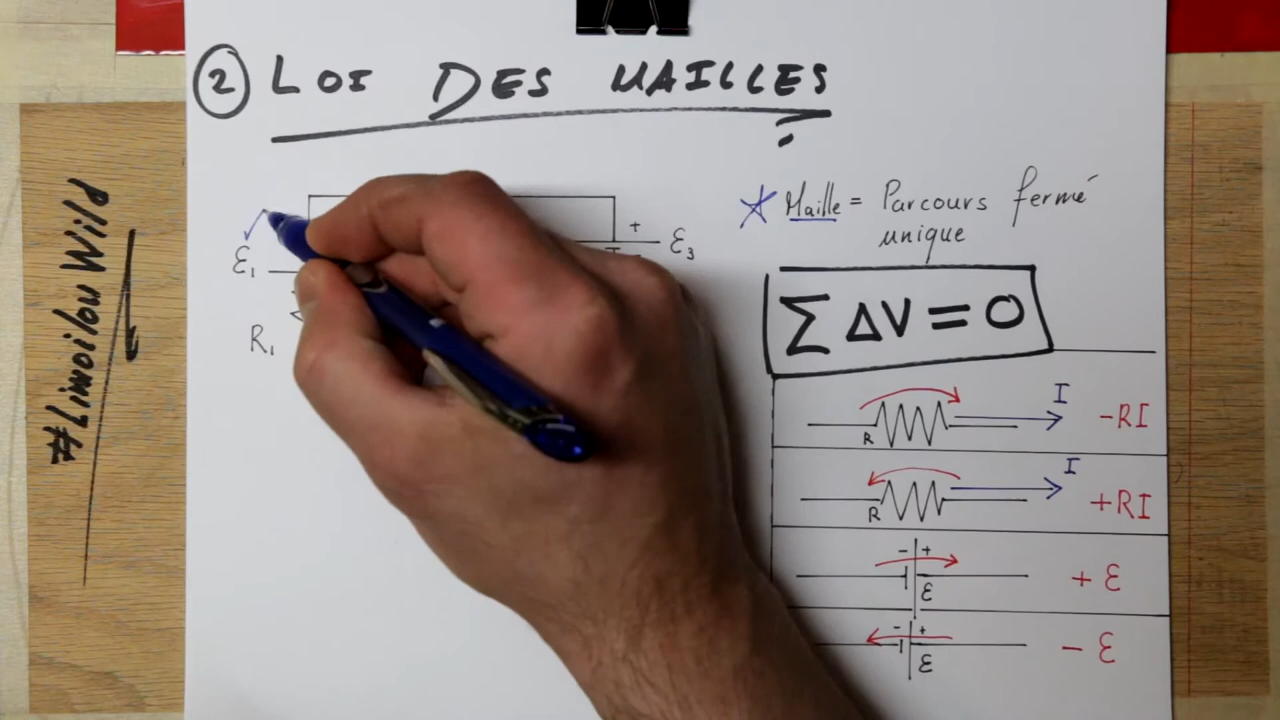 ② LOI DES MAILLES
#Limoilou Wild
Maille = Parcours fermé
unique
ε₁
R₁
+
ε₃
∑ ΔV = 0
R
I
-RI
R
I
+RI
- +
ε
+ ε
- +
ε
- ε